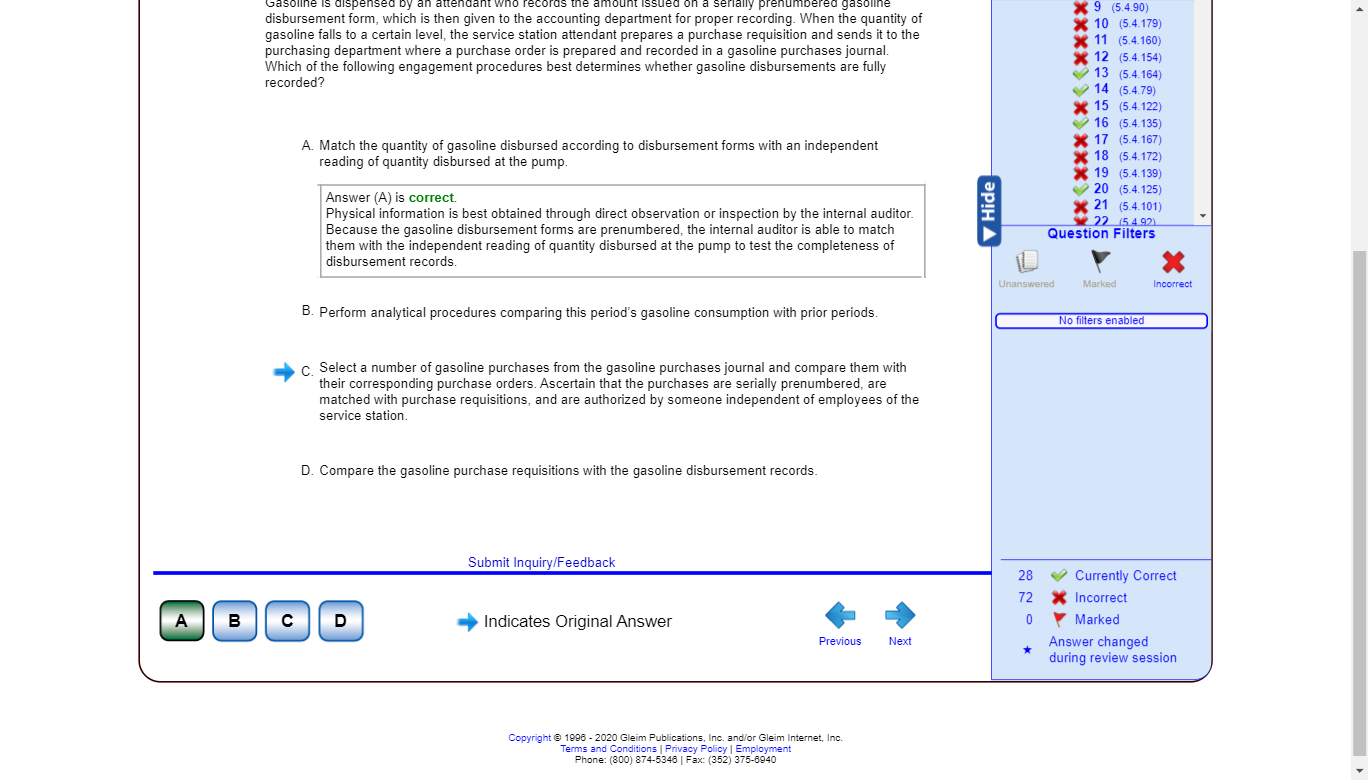 Gasoline is dispensed by an attendant who records the amount issued on a serially prenumbered gasoline
disbursement form, which is then given to the accounting department for proper recording. When the quantity of
gasoline falls to a certain level, the service station attendant prepares a purchase requisition and sends it to the
purchasing department where a purchase order is prepared and recorded in a gasoline purchases journal.
Which of the following engagement procedures best determines whether gasoline disbursements are fully
recorded?
A. Match the quantity of gasoline disbursed according to disbursement forms with an independent
reading of quantity disbursed at the pump.
Answer (A) is correct.
Physical information is best obtained through direct observation or inspection by the internal auditor.
Because the gasoline disbursement forms are prenumbered, the internal auditor is able to match
them with the independent reading of quantity disbursed at the pump to test the completeness of
disbursement records.
B. Perform analytical procedures comparing this period's gasoline consumption with prior periods.
C. Select a number of gasoline purchases from the gasoline purchases journal and compare them with
their corresponding purchase orders. Ascertain that the purchases are serially prenumbered, are
matched with purchase requisitions, and are authorized by someone independent of employees of the
service station.
D. Compare the gasoline purchase requisitions with the gasoline disbursement records.
Submit Inquiry/Feedback
A B C D
Indicates Original Answer
Previous Next
9 (5.4.90)
10 (5.4.179)
11 (5.4.160)
12 (5.4.154)
13 (5.4.164)
14 (5.4.79)
15 (5.4.122)
16 (5.4.135)
17 (5.4.167)
18 (5.4.172)
19 (5.4.139)
20 (5.4.125)
21 (5.4.101)
22 (5.4.92)
Hide
Question Filters
Unanswered Marked Incorrect
No filters enabled
28 Currently Correct
72 Incorrect
0 Marked
Answer changed
during review session
Copyright © 1996 - 2020 Gleim Publications, Inc. and/or Gleim Internet, Inc.
Terms and Conditions | Privacy Policy | Employment
Phone: (800) 874-5346 | Fax: (352) 375-6940